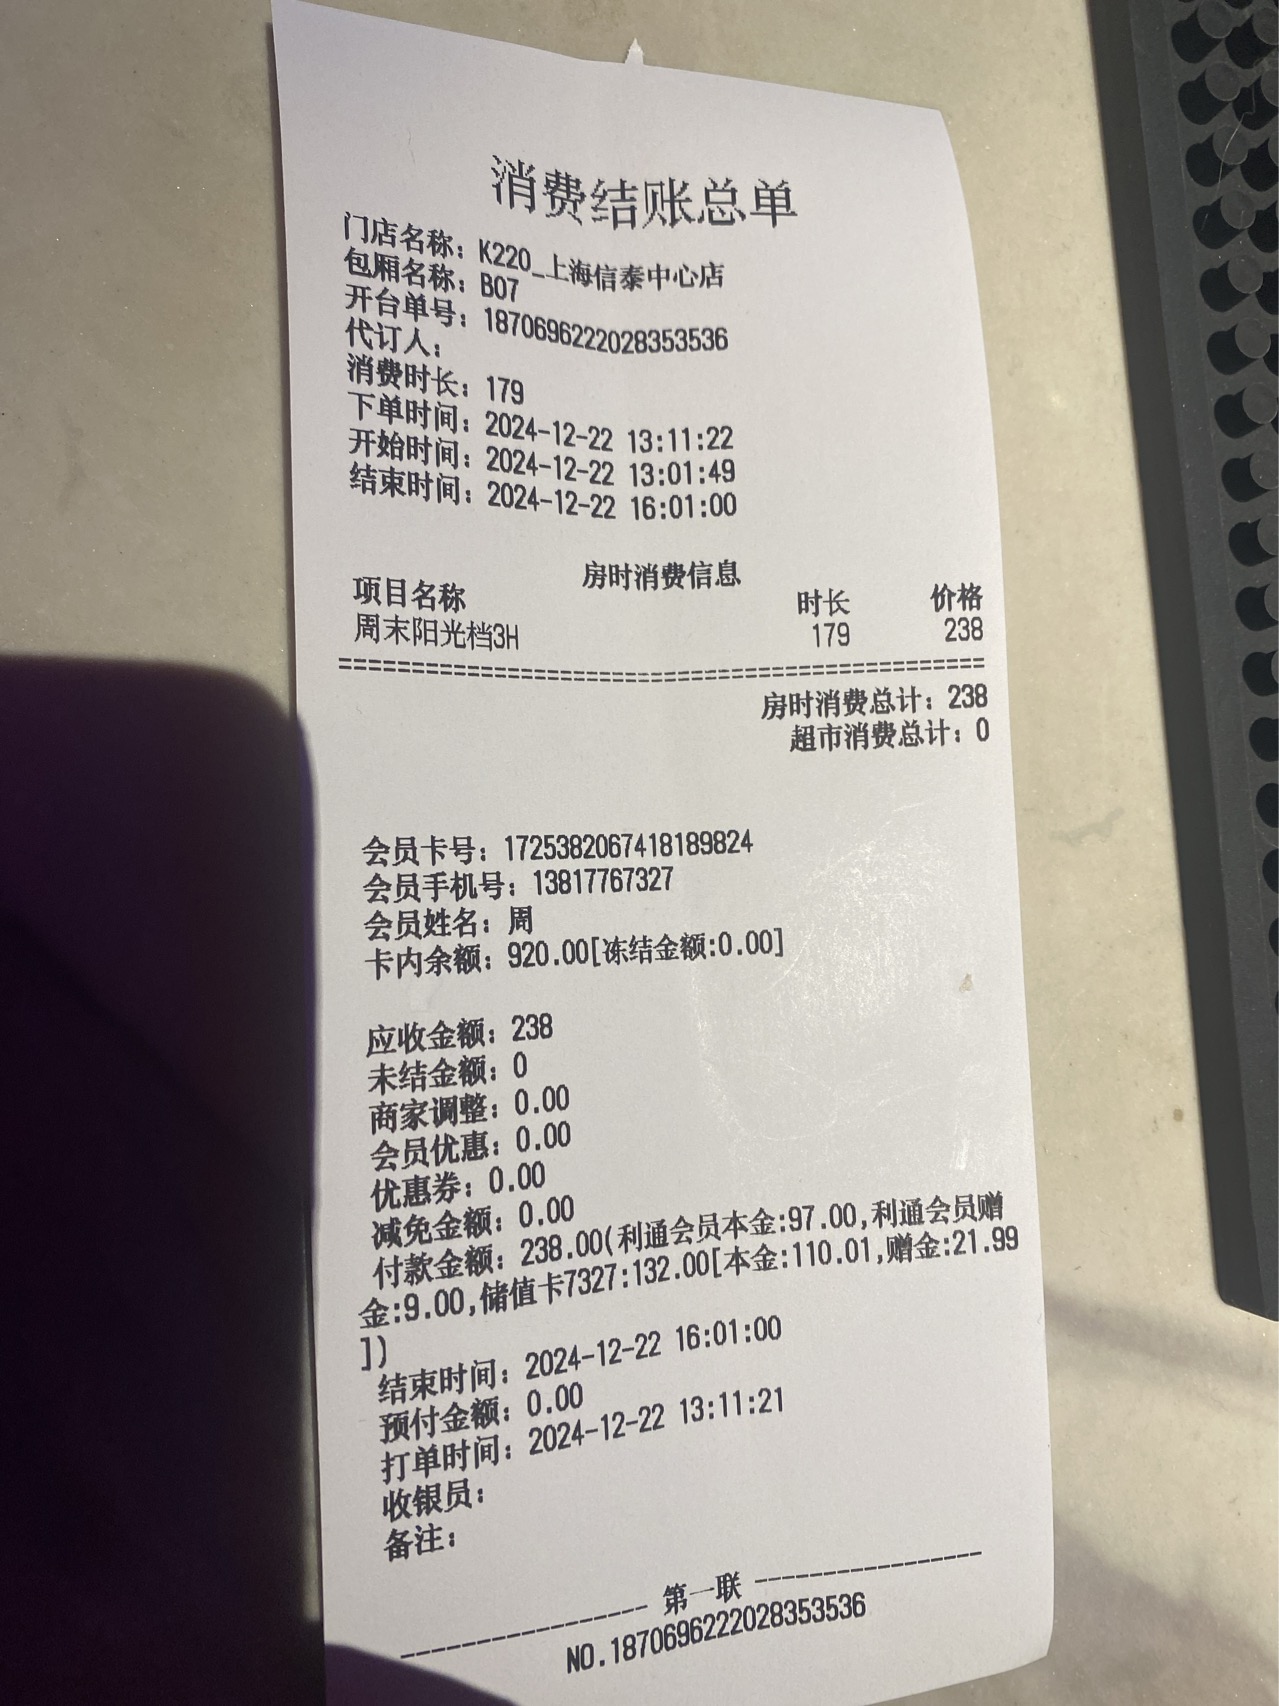 消费结账总单
门店名称：K220_上海信泰中心店
包厢名称：B07
开台单号：1870696222028353536
代订人：
消费时长：179
下单时间：2024-12-22 13:11:22
开始时间：2024-12-22 13:01:49
结束时间：2024-12-22 16:01:00
房时消费信息
项目名称 时长 价格
周末阳光档3H 179 238
房时消费总计：238
超市消费总计：0
会员卡号：1725382067418189824
会员手机号：13817767327
会员姓名：周
卡内余额：920.00[冻结金额:0.00]
应收金额：238
未结金额：0
商家调整：0.00
会员优惠：0.00
优惠券：0.00
减免金额：0.00
付款金额：238.00(利通会员本金:97.00,利通会员赠
金:9.00,储值卡7327:132.00[本金:110.01,赠金:21.99
])
结束时间：2024-12-22 16:01:00
预付金额：0.00
打单时间：2024-12-22 13:11:21
收银员：
备注：
第一联
NO.1870696222028353536